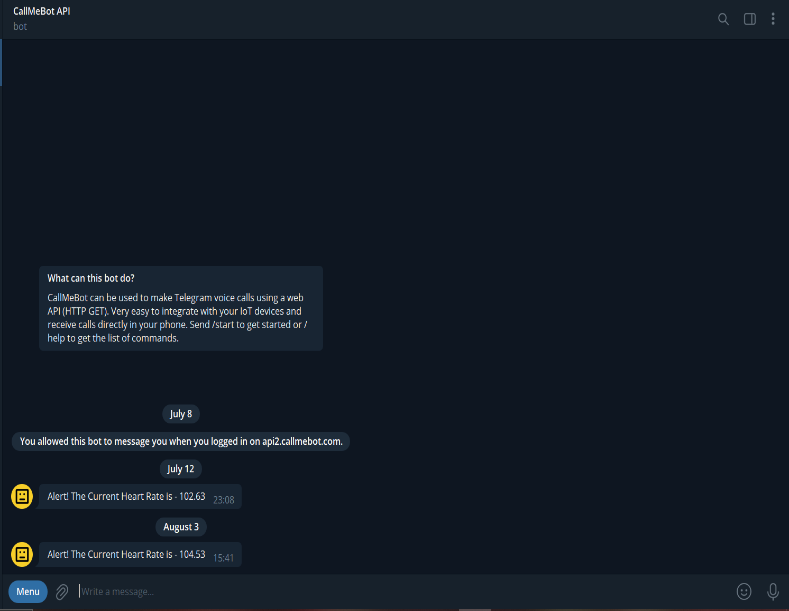 CallMeBot API
bot
What can this bot do?
CallMeBot can be used to make Telegram voice calls using a web
API (HTTP GET). Very easy to integrate with your IoT devices and
receive calls directly in your phone. Send /start to get started or /
help to get the list of commands.
July 8
You allowed this bot to message you when you logged in on api2.callmebot.com.
July 12
Alert! The Current Heart Rate is - 102.63 23:08
August 3
Alert! The Current Heart Rate is - 104.53 15:41
Menu Write a message...